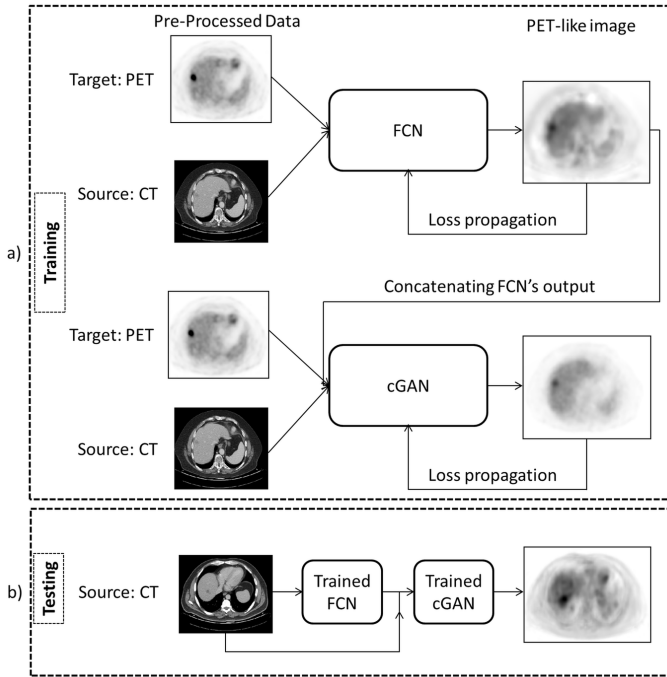 Pre-Processed Data
PET-like image
Target: PET
FCN
Source: CT
Loss propagation
a)
Training
Concatenating FCN's output
Target: PET
cGAN
Source: CT
Loss propagation
b)
Testing
Source: CT
Trained
FCN
Trained
cGAN